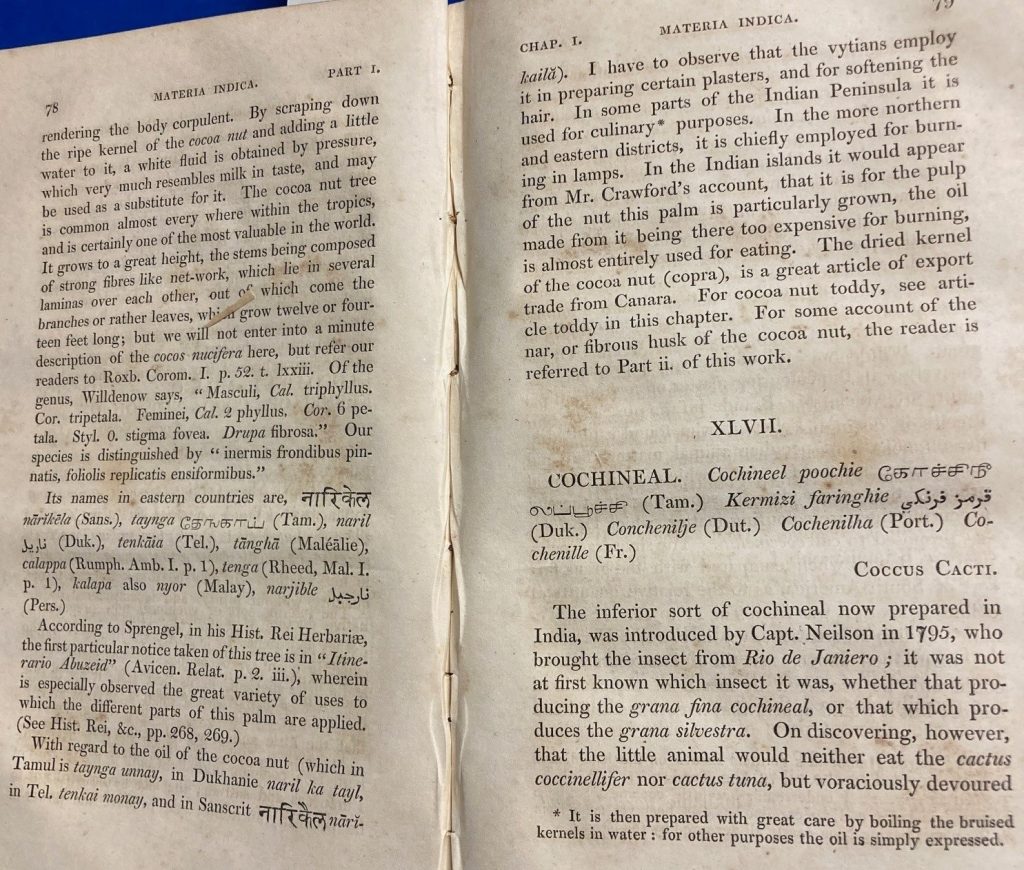 78 MATERIA INDICA. PART I.
rendering the body corpulent. By scraping down
the ripe kernel of the cocoa nut and adding a little
water to it, a white fluid is obtained by pressure,
which very much resembles milk in taste, and may
be used as a substitute for it. The cocoa nut tree
is common almost every where within the tropics,
and is certainly one of the most valuable in the world.
It grows to a great height, the stems being composed
of strong fibres like net-work, which lie in several
laminas over each other, out of which come the
branches or rather leaves, which grow twelve or four-
teen feet long; but we will not enter into a minute
description of the cocos nucifera here, but refer our
readers to Roxb. Corom. I. p. 52. t. lxxiii. Of the
genus, Willdenow says, “Masculi, Cal. triphyllus.
Cor. tripetala. Feminei, Cal. 2 phyllus. Cor. 6 pe-
tala. Styl. 0. stigma fovea. Drupa fibrosa.” Our
species is distinguished by “inermis frondibus pin-
natis, foliolis replicatis ensiformibus.”
Its names in eastern countries are, नारिकेल
nārĭkēla (Sans.), taynga தேங்காய் (Tam.), naril
ناريل (Duk.), tenkāia (Tel.), tānghā (Maléālie),
calappa (Rumph. Amb. I. p. 1), tenga (Rheed, Mal. I.
p. 1), kalapa also nyor (Malay), narjible نارجيل
(Pers.)
According to Sprengel, in his Hist. Rei Herbariæ,
the first particular notice taken of this tree is in “Itine-
rario Abuzeid” (Avicen. Relat. p. 2. iii.), wherein
is especially observed the great variety of uses to
which the different parts of this palm are applied.
(See Hist. Rei, &c., pp. 268, 269.)
With regard to the oil of the cocoa nut (which in
Tamul is taynga unnay, in Dukhanie naril ka tayl,
in Tel. tenkai monay, and in Sanscrit नारिकैल nārĭ-
CHAP. I. MATERIA INDICA. 79
kailă). I have to observe that the vytians employ
it in preparing certain plasters, and for softening the
hair. In some parts of the Indian Peninsula it is
used for culinary* purposes. In the more northern
and eastern districts, it is chiefly employed for burn-
ing in lamps. In the Indian islands it would appear
from Mr. Crawford's account, that it is for the pulp
of the nut this palm is particularly grown, the oil
made from it being there too expensive for burning,
is almost entirely used for eating. The dried kernel
of the cocoa nut (copra), is a great article of export
trade from Canara. For cocoa nut toddy, see arti-
cle toddy in this chapter. For some account of the
nar, or fibrous husk of the cocoa nut, the reader is
referred to Part ii. of this work.
XLVII.
COCHINEAL. Cochineel poochie
(Tam.) Kermizi faringhie قرمز فرنكي
(Duk.) Conchenilje (Dut.) Cochenilha (Port.) Co-
chenille (Fr.)
COCCUS CACTI.
The inferior sort of cochineal now prepared in
India, was introduced by Capt. Neilson in 1795, who
brought the insect from Rio de Janiero; it was not
at first known which insect it was, whether that pro-
ducing the grana fina cochineal, or that which pro-
duces the grana silvestra. On discovering, however,
that the little animal would neither eat the cactus
coccinellifer nor cactus tuna, but voraciously devoured
* It is then prepared with great care by boiling the bruised
kernels in water: for other purposes the oil is simply expressed.